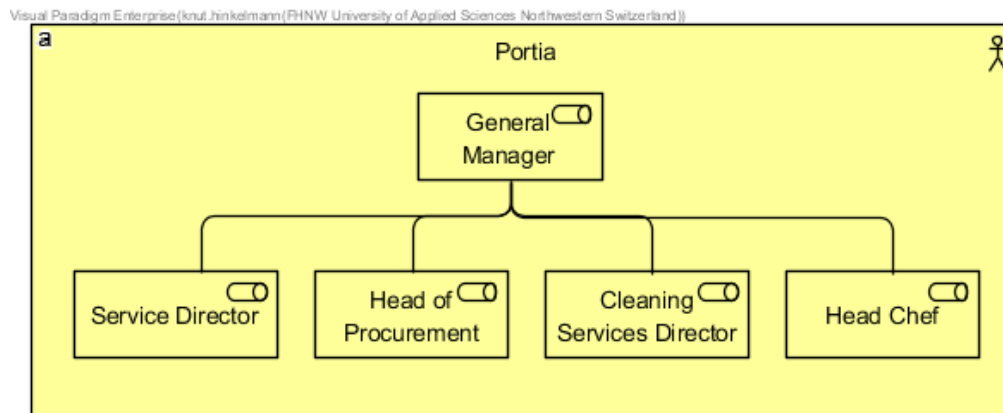 Visual Paradigm Enterprise(knut.hinkelmann(FHNW University of Applied Sciences Northwestern Switzerland))
a
Portia
General
Manager
Service Director
Head of
Procurement
Cleaning
Services Director
Head Chef